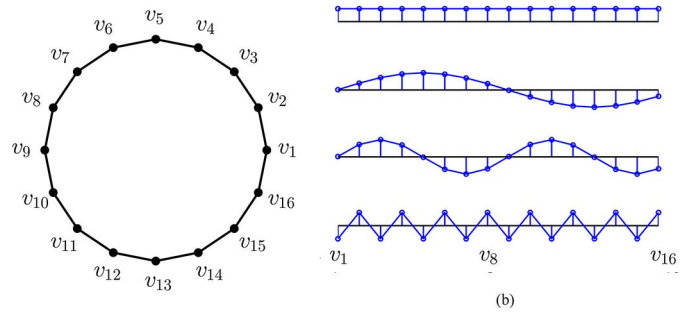 v₅
v₆ v₄
v₇ v₃
v₈ v₂
v₉ v₁
v₁₀ v₁₆
v₁₁ v₁₅
v₁₂ v₁₄
v₁₃
v₁ v₈ v₁₆
(b)